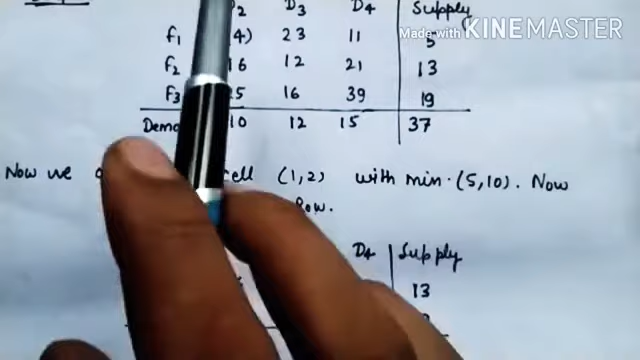 D2 D3 D4 Supply
Made with
KINEMASTER
F1 4) 23 11 5
F2 16 12 21 13
F3 25 16 39 19
Demo 10 12 15 37
Now we cell (1,2) with min. (5,10). Now
Row.
D4 Supply
13